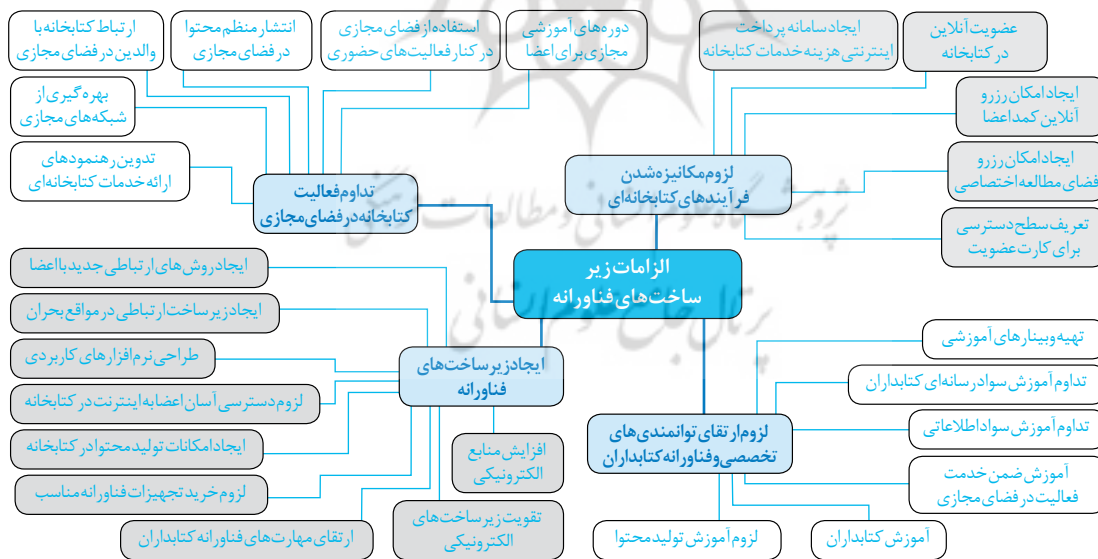 عضویت آنلاین
در کتابخانه
ایجاد سامانه پرداخت
اینترنتی هزینه خدمات کتابخانه
دوره‌های آموزشی
مجازی برای اعضا
استفاده از فضای مجازی
در کنار فعالیت‌های حضوری
انتشار منظم محتوا
در فضای مجازی
ارتباط کتابخانه با
والدین در فضای مجازی
ایجاد امکان رزرو
آنلاین کمد اعضا
بهره‌گیری از
شبکه‌های مجازی
ایجاد امکان رزرو
فضای مطالعه اختصاصی
لزوم مکانیزه شدن
فرآیندهای کتابخانه‌ای
تداوم فعالیت
کتابخانه در فضای مجازی
تدوین رهنمودهای
ارائه خدمات کتابخانه‌ای
تعریف سطح دسترسی
برای کارت عضویت
پژوهشگاه علوم انسانی و مطالعات فرهنگی
الزامات زیر
ساخت‌های فناورانه
پرتال جامع علوم انسانی
ایجاد روش‌های ارتباطی جدید با اعضا
ایجاد زیرساخت ارتباطی در مواقع بحران
طراحی نرم‌افزارهای کاربردی
ایجاد زیرساخت‌های
فناورانه
لزوم دسترسی آسان اعضا به اینترنت در کتابخانه
ایجاد امکانات تولید محتوا در کتابخانه
لزوم خرید تجهیزات فناورانه مناسب
ارتقای مهارت‌های فناورانه کتابداران
افزایش منابع
الکترونیکی
تقویت زیرساخت‌های
الکترونیکی
تهیه وبینارهای آموزشی
تداوم آموزش سواد رسانه‌ای کتابداران
لزوم ارتقای توانمندی‌های
تخصصی و فناورانه کتابداران
تداوم آموزش سواد اطلاعاتی
آموزش ضمن خدمت
فعالیت در فضای مجازی
آموزش کتابداران
لزوم آموزش تولید محتوا